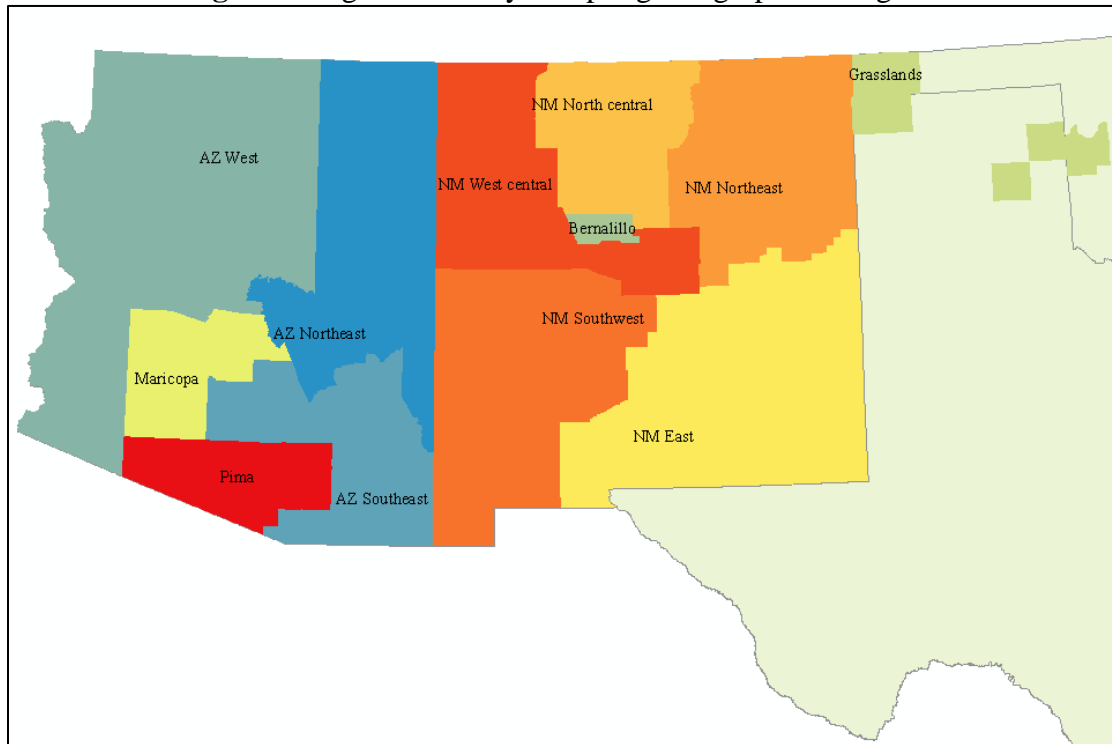 Grasslands
NM North central
AZ West
NM West central
NM Northeast
Bernalillo
NM Southwest
AZ Northeast
Maricopa
NM East
Pima
AZ Southeast